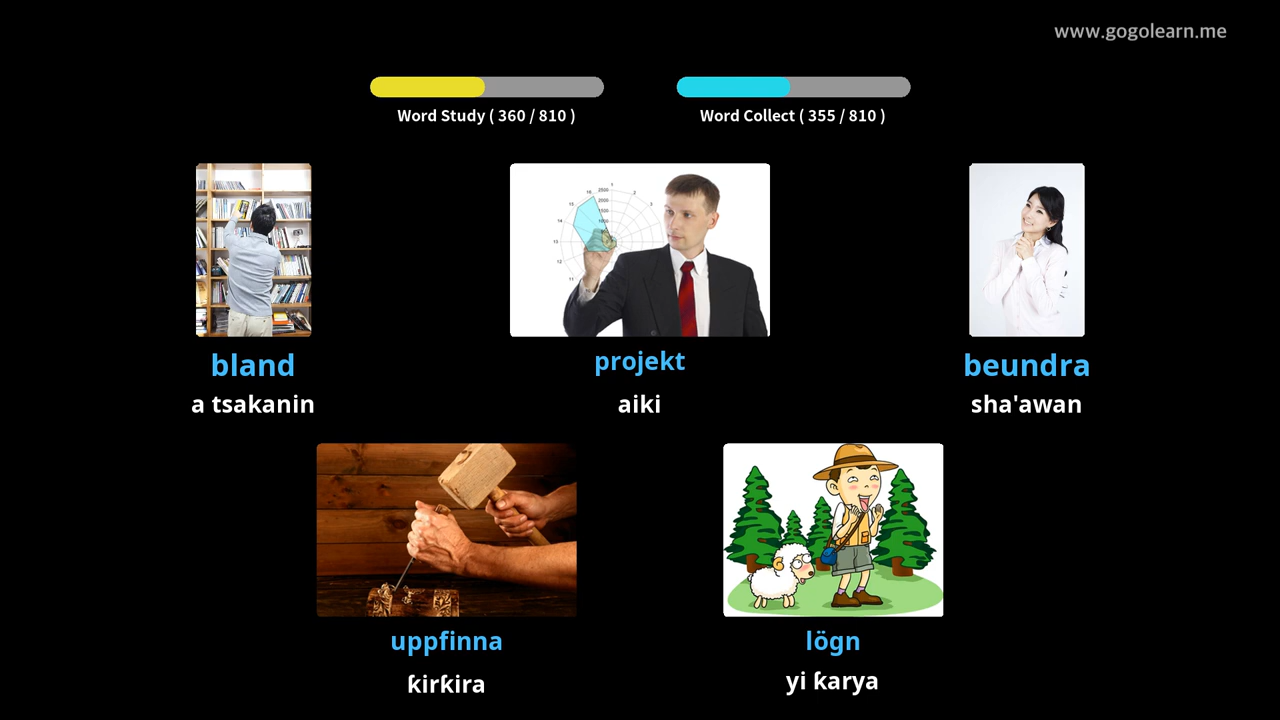 www.gogolearn.me
Word Study ( 360 / 810 )
Word Collect ( 355 / 810 )
bland
a tsakanin
projekt
aiki
beundra
sha'awan
uppfinna
ƙirƙira
lögn
yi ƙarya